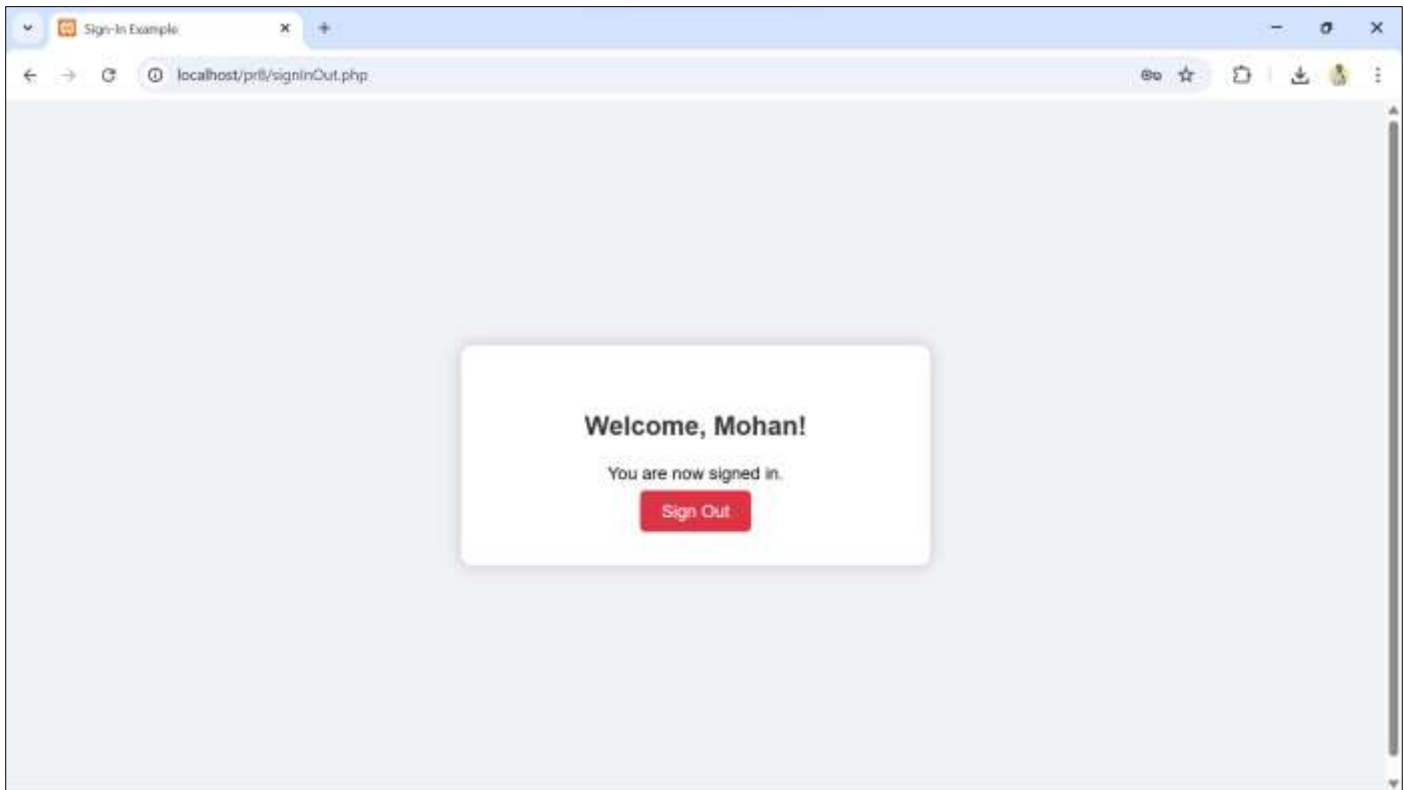 Sign-In Example
localhost/pr8/signInOut.php
Welcome, Mohan!
You are now signed in.
Sign Out